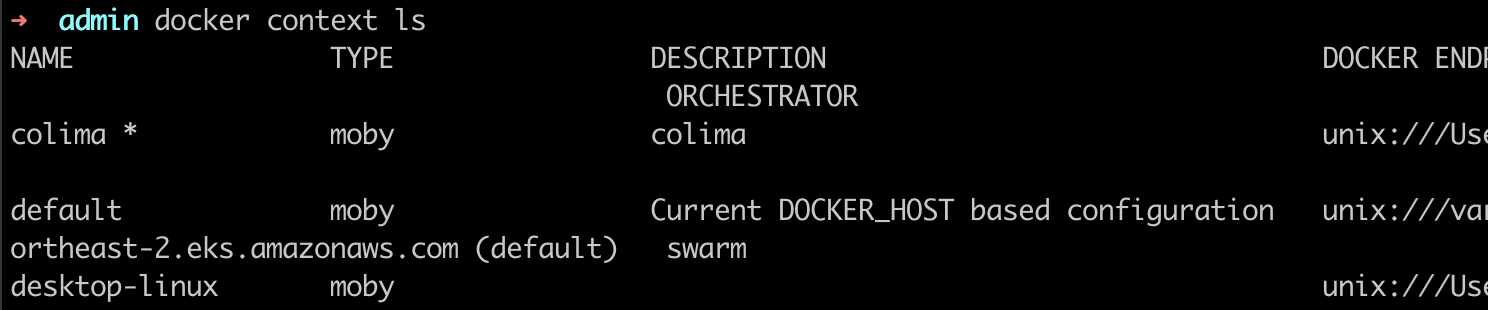 → admin docker context ls
NAME TYPE DESCRIPTION DOCKER ENDP
ORCHESTRATOR
colima * moby colima unix:///Use
default moby Current DOCKER_HOST based configuration unix:///var
ortheast-2.eks.amazonaws.com (default) swarm
desktop-linux moby unix:///Use